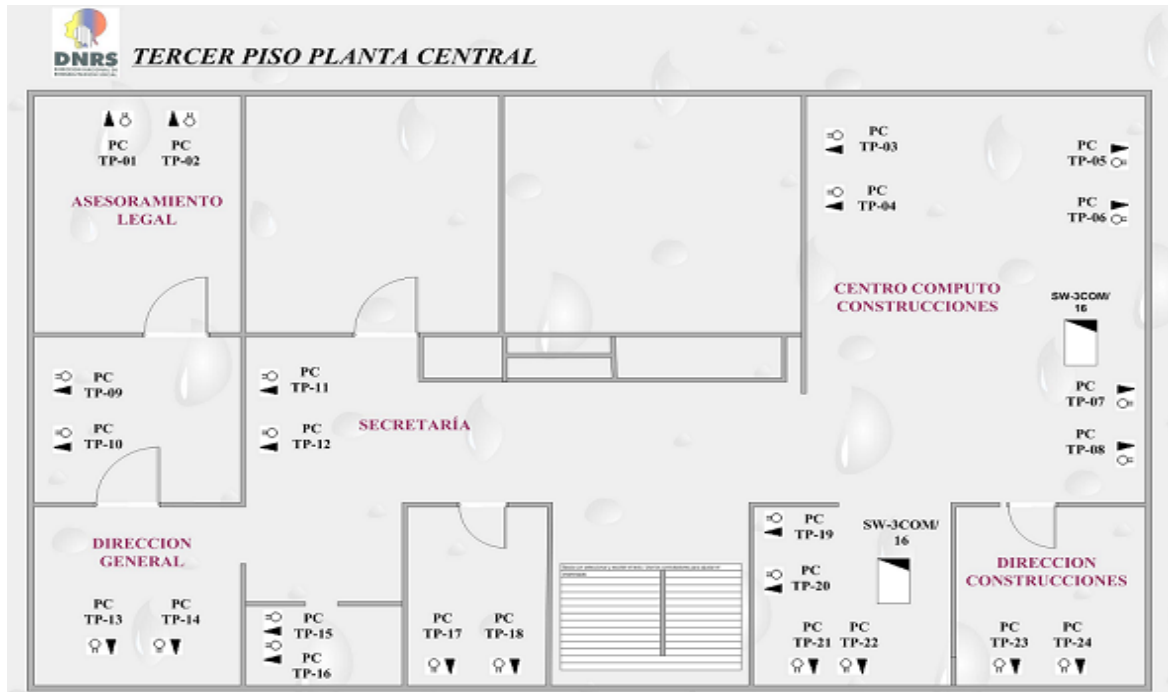 DNRS
TERCER PISO PLANTA CENTRAL
PC
TP-01
PC
TP-02
ASESORAMIENTO
LEGAL
PC
TP-03
PC
TP-04
PC
TP-05
PC
TP-06
CENTRO COMPUTO
CONSTRUCCIONES
SW-3COM/
16
PC
TP-07
PC
TP-08
PC
TP-09
PC
TP-10
PC
TP-11
PC
TP-12
SECRETARÍA
DIRECCION
GENERAL
PC
TP-13
PC
TP-14
PC
TP-15
PC
TP-16
PC
TP-17
PC
TP-18
PC
TP-19
PC
TP-20
SW-3COM/
16
PC
TP-21
PC
TP-22
DIRECCION
CONSTRUCCIONES
PC
TP-23
PC
TP-24